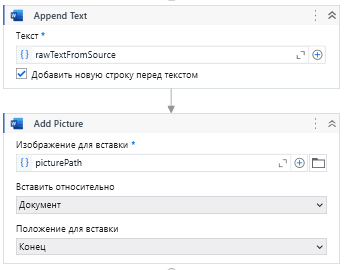 Append Text
Текст *
rawTextFromSource
Добавить новую строку перед текстом
Add Picture
Изображение для вставки *
picturePath
Вставить относительно
Документ
Положение для вставки
Конец